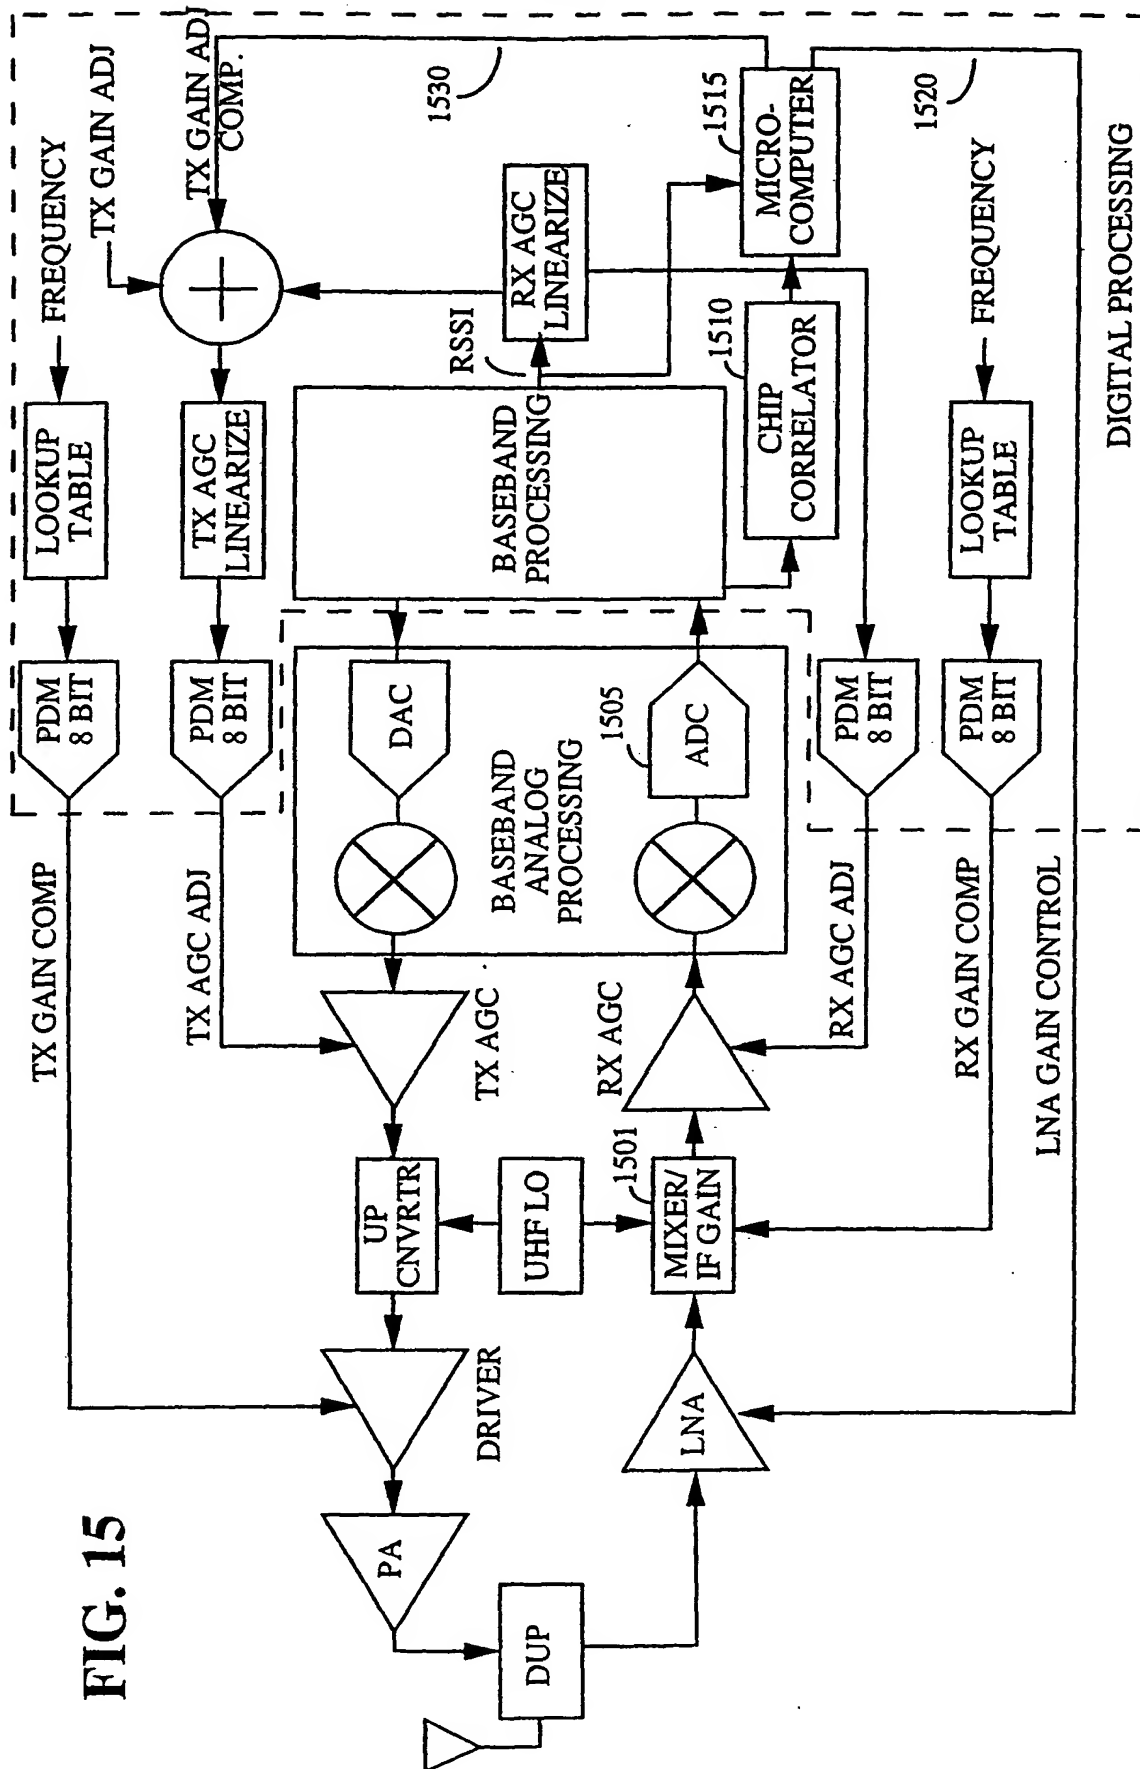 FIG. 15
TX GAIN COMP
PDM
8 BIT
LOOKUP
TABLE
FREQUENCY
TX GAIN ADJ
TX GAIN ADJ
COMP.
TX AGC ADJ
PDM
8 BIT
TX AGC
LINEARIZE
1530
PA
DRIVER
UP
CNVRTR
TX AGC
DAC
BASEBAND
ANALOG
PROCESSING
BASEBAND
PROCESSING
RSSI
RX AGC
LINEARIZE
DUP
UHF LO
1505
ADC
LNA
MIXER/
IF GAIN
1501
RX AGC
1510
CHIP
CORRELATOR
1515
MICRO-
COMPUTER
RX AGC ADJ
PDM
8 BIT
1520
RX GAIN COMP
PDM
8 BIT
LOOKUP
TABLE
FREQUENCY
LNA GAIN CONTROL
DIGITAL PROCESSING